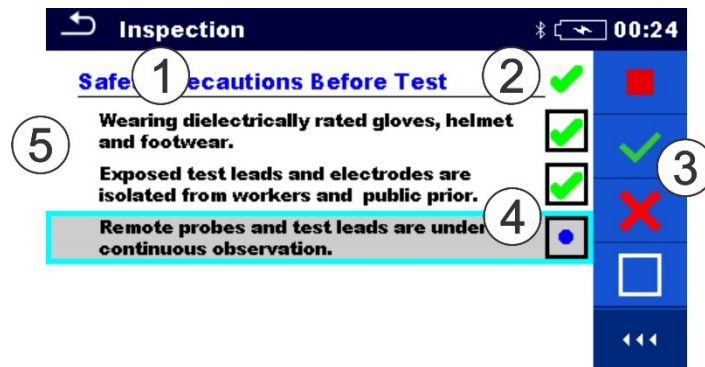 Inspection 00:24
Safe ecautions Before Test
Wearing dielectrically rated gloves, helmet
and footwear.
Exposed test leads and electrodes are
isolated from workers and public prior.
Remote probes and test leads are under
continuous observation.
1
2
3
4
5